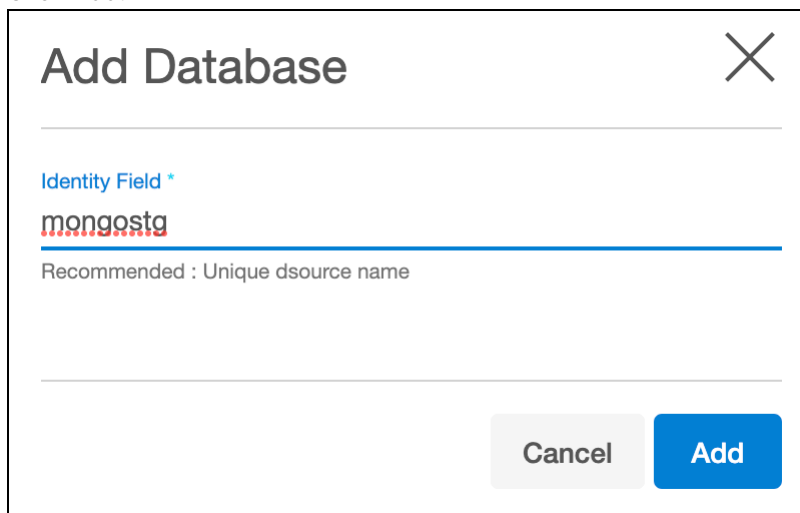 Add Database
Identity Field *
mongostg
Recommended : Unique dsource name
Cancel
Add